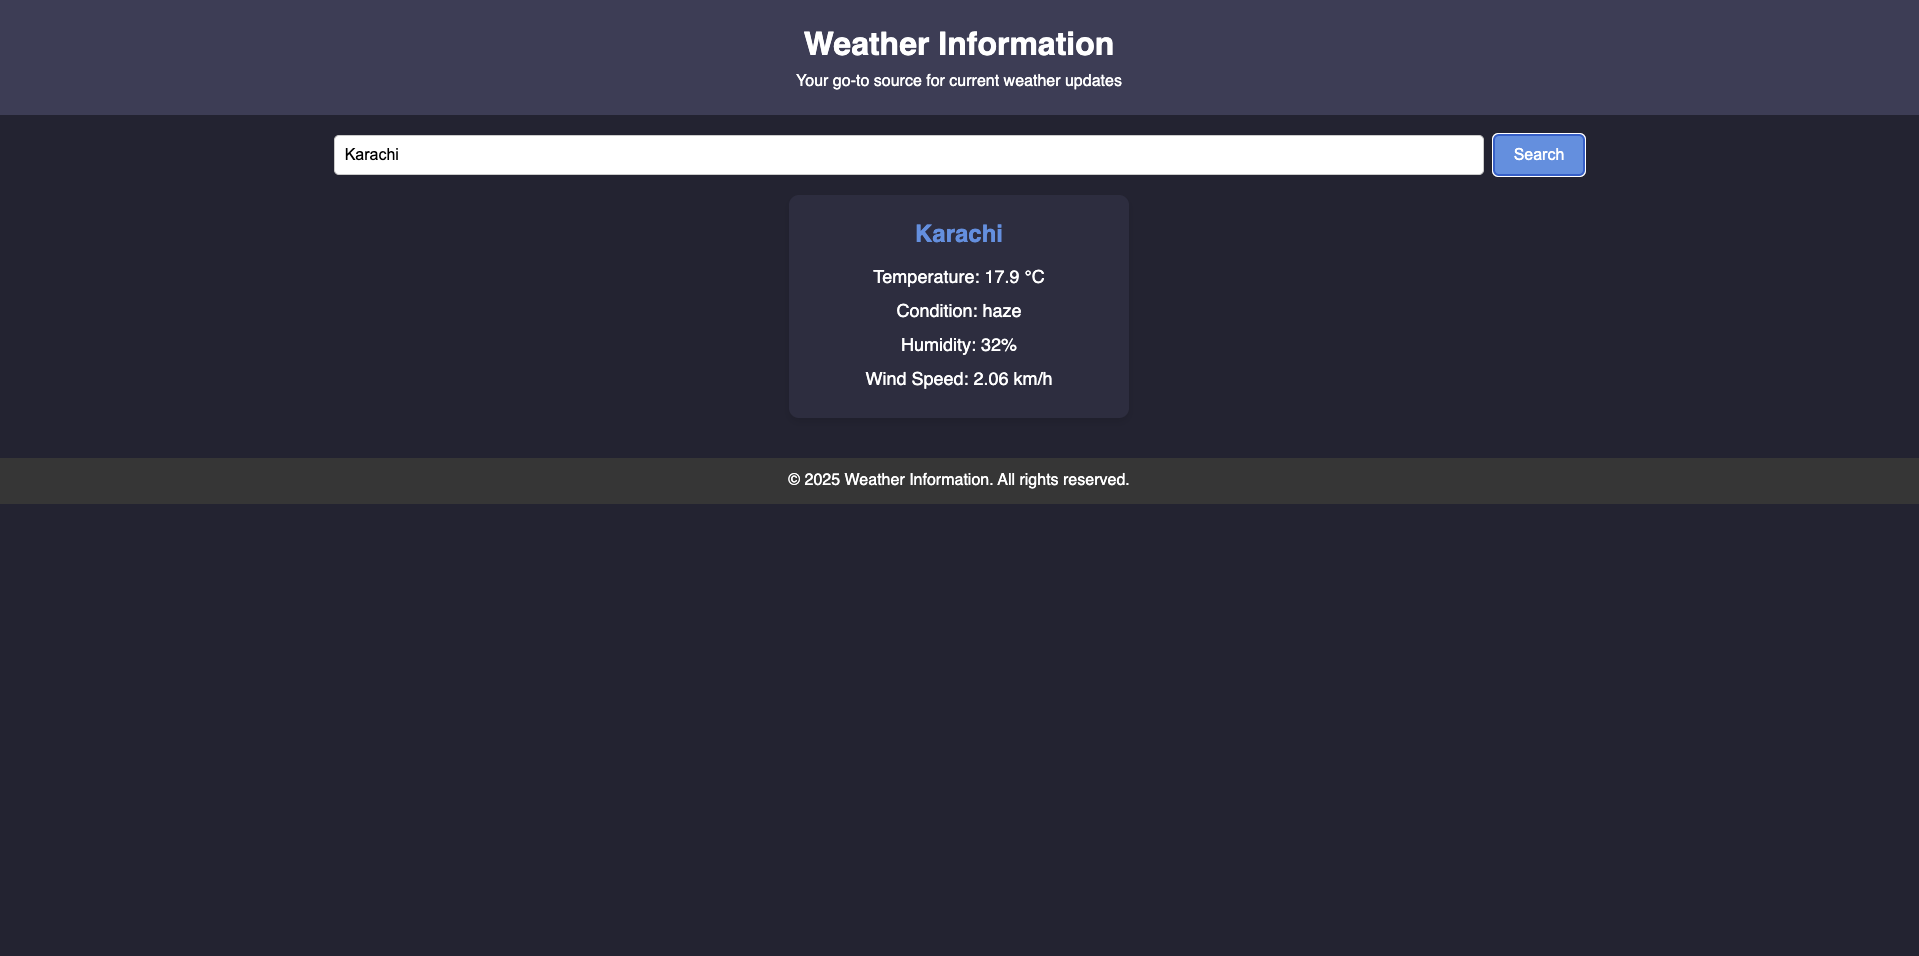 Weather Information
Your go-to source for current weather updates
Karachi
Search
Karachi
Temperature: 17.9 °C
Condition: haze
Humidity: 32%
Wind Speed: 2.06 km/h
© 2025 Weather Information. All rights reserved.